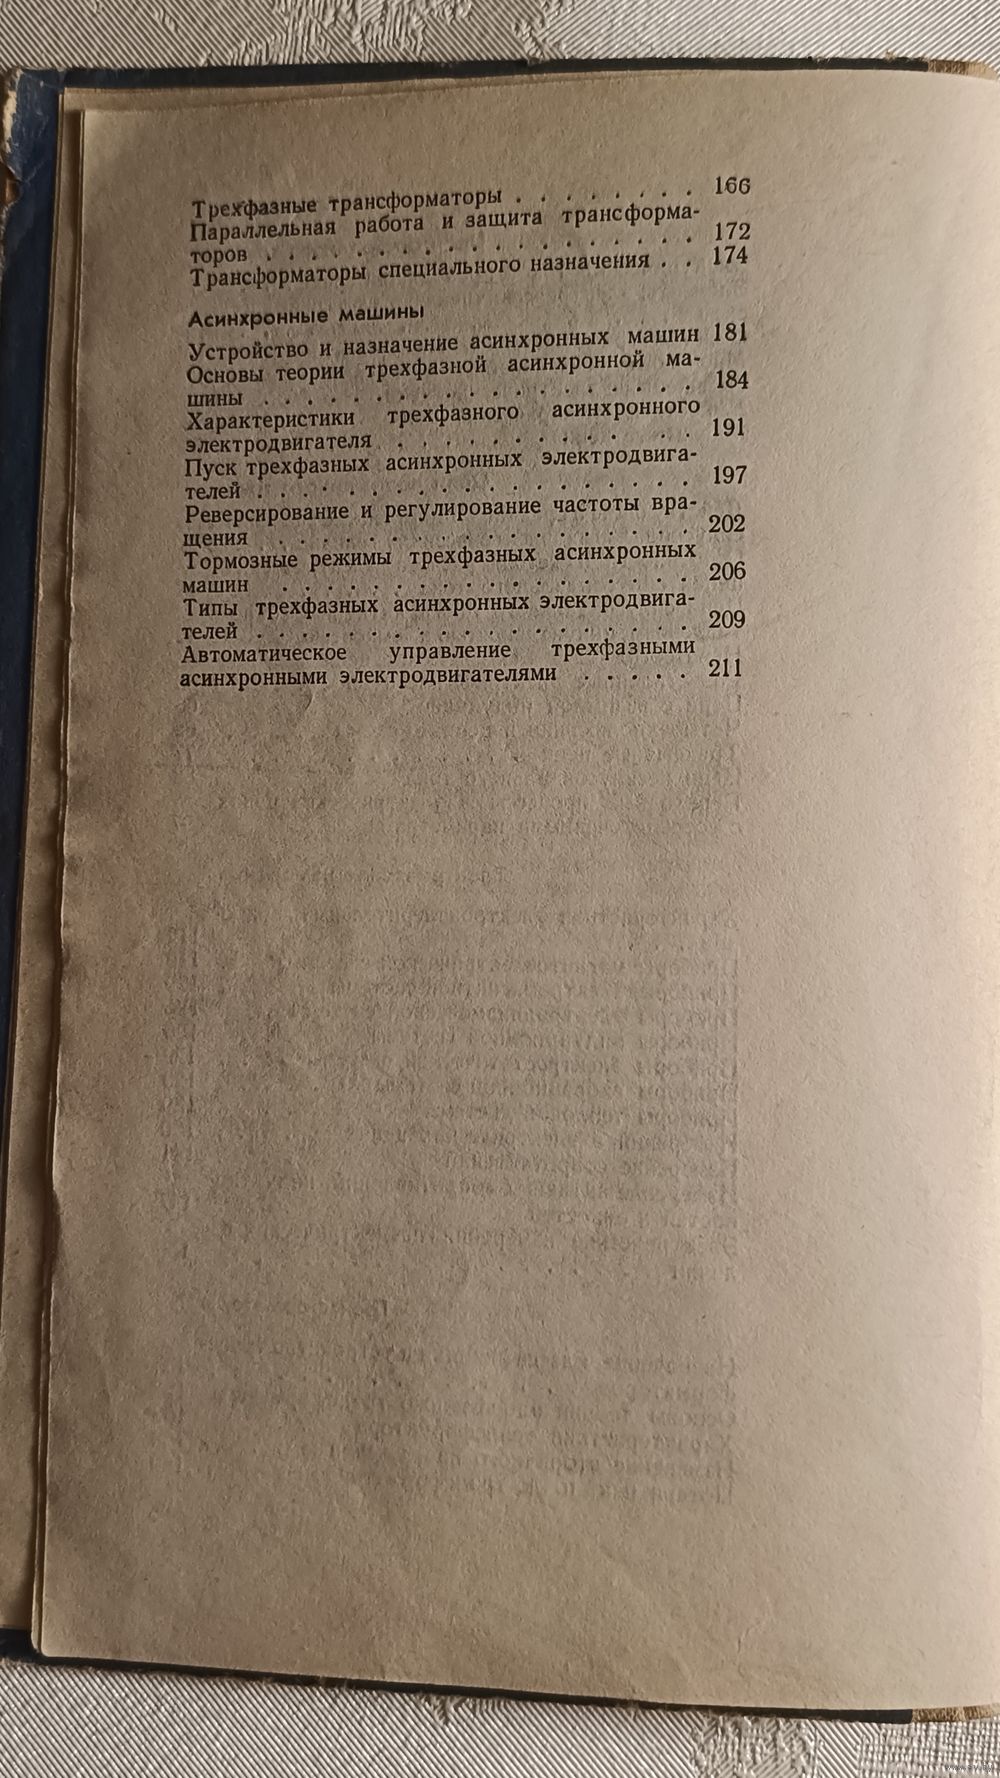 Трехфазные трансформаторы . . . . . . . . 166
Параллельная работа и защита трансформа-
торов . . . . . . . . . . . . . . . . . . 172
Трансформаторы специального назначения . . 174
Асинхронные машины
Устройство и назначение асинхронных машин 181
Основы теории трехфазной асинхронной ма-
шины . . . . . . . . . . . . . . . . . . 184
Характеристики трехфазного асинхронного
электродвигателя . . . . . . . . . . . . 191
Пуск трехфазных асинхронных электродвига-
телей . . . . . . . . . . . . . . . . . . 197
Реверсирование и регулирование частоты вра-
щения . . . . . . . . . . . . . . . . . . 202
Тормозные режимы трехфазных асинхронных
машин . . . . . . . . . . . . . . . . . . 206
Типы трехфазных асинхронных электродвига-
телей . . . . . . . . . . . . . . . . . . 209
Автоматическое управление трехфазными
асинхронными электродвигателями . . . . . 211